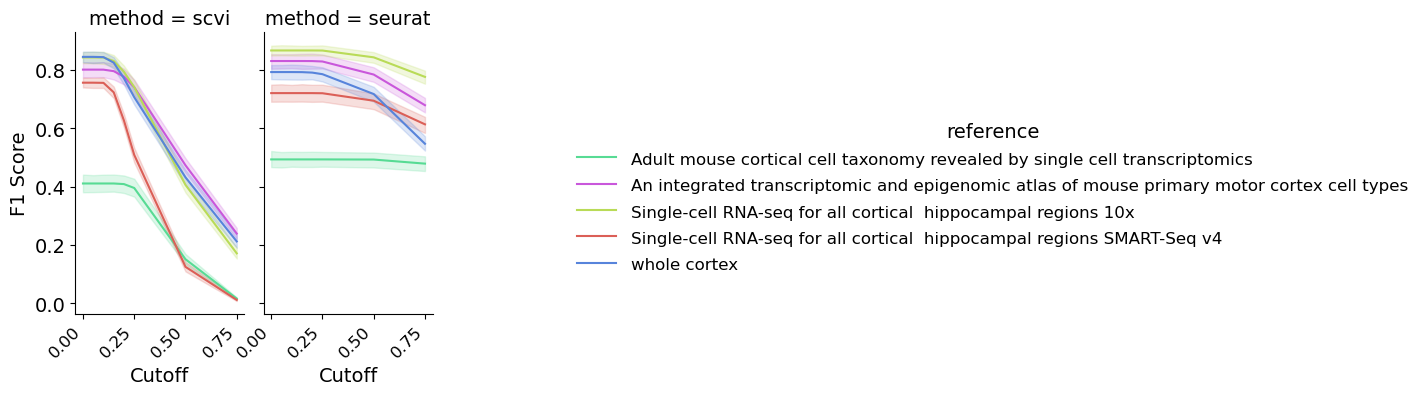 method = scvi
method = seurat
F1 Score
0.8
0.6
0.4
0.2
0.0
0.00
0.25
0.50
0.75
Cutoff
0.00
0.25
0.50
0.75
Cutoff
reference
Adult mouse cortical cell taxonomy revealed by single cell transcriptomics
An integrated transcriptomic and epigenomic atlas of mouse primary motor cortex cell types
Single-cell RNA-seq for all cortical  hippocampal regions 10x
Single-cell RNA-seq for all cortical  hippocampal regions SMART-Seq v4
whole cortex